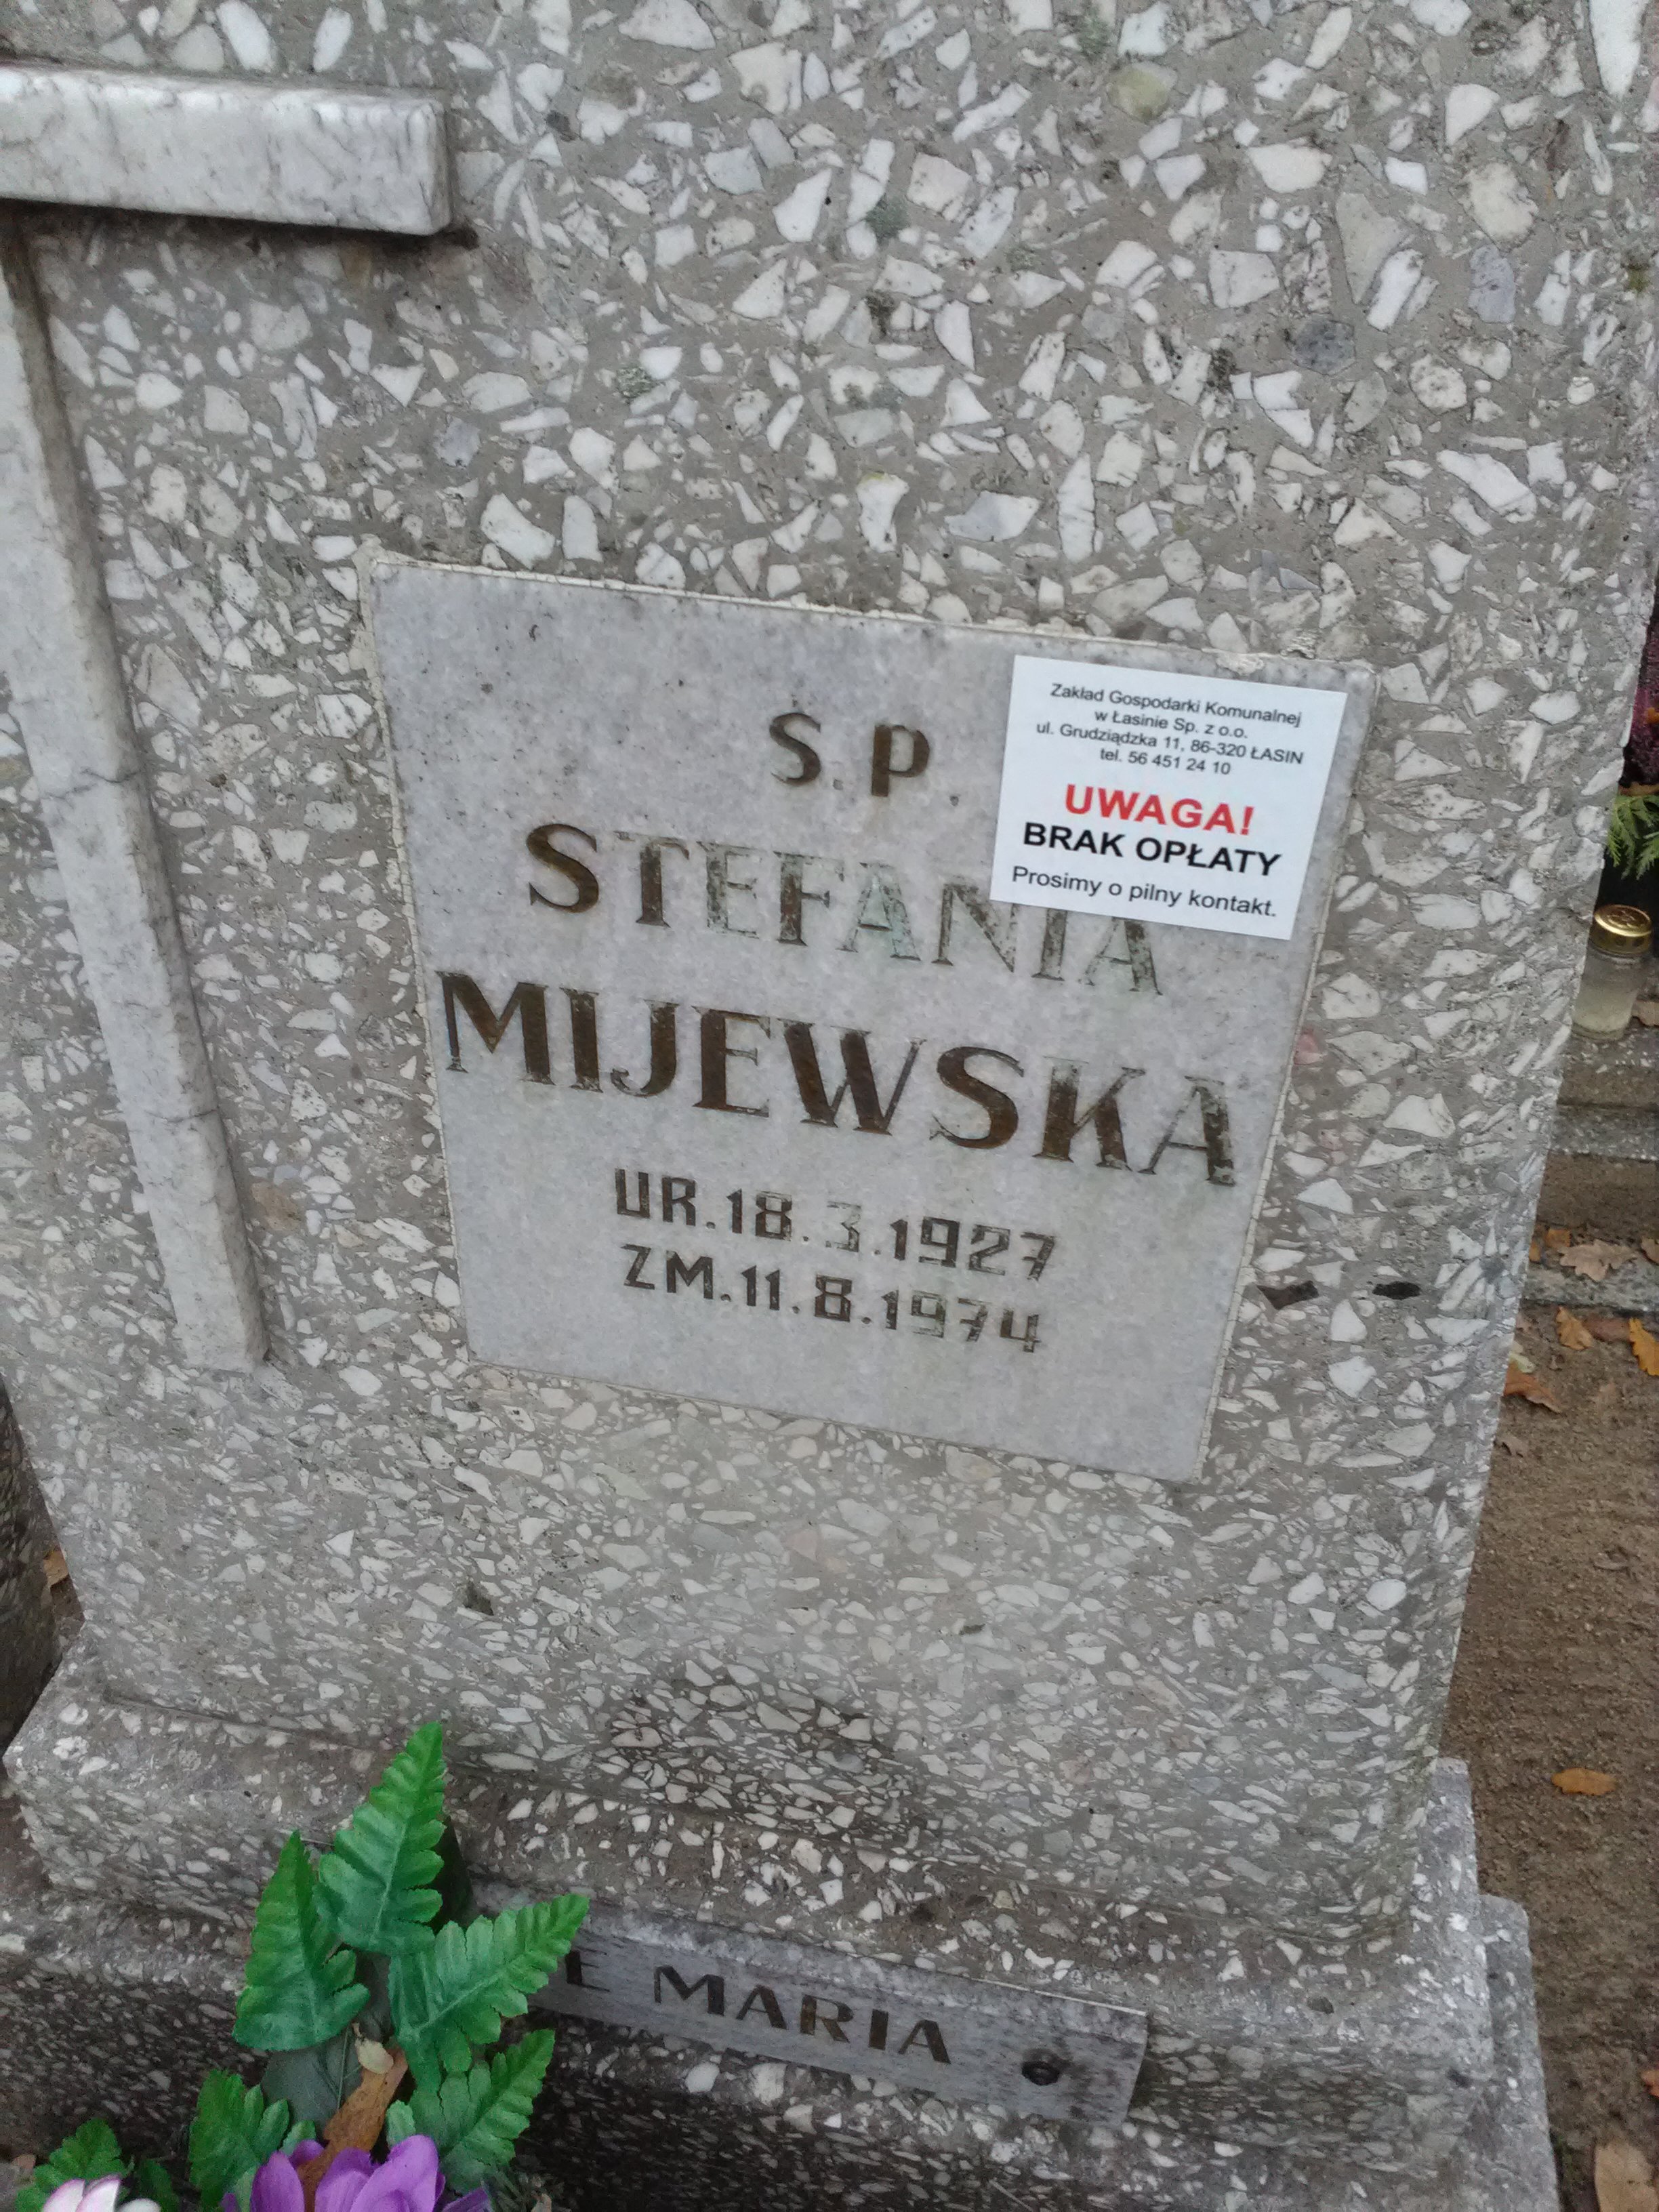 S.P.
STEFANIA
MIJEWSKA
UR.18.3.1927
ZM.11.8.1974
Zakład Gospodarki Komunalnej
w Łasinie Sp. z o.o.
ul. Grudziądzka 11, 86-320 ŁASIN
tel. 56 451 24 10
UWAGA!
BRAK OPŁATY
Prosimy o pilny kontakt.
E MARIA